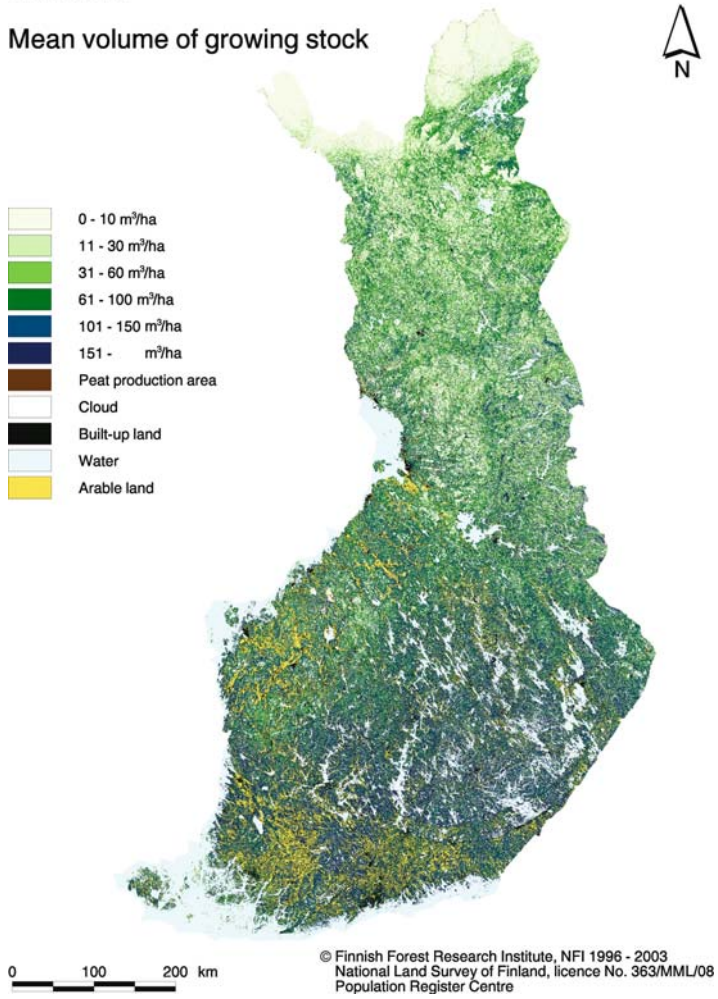 Mean volume of growing stock
N
0 - 10 m³/ha
11 - 30 m³/ha
31 - 60 m³/ha
61 - 100 m³/ha
101 - 150 m³/ha
151 - m³/ha
Peat production area
Cloud
Built-up land
Water
Arable land
0 100 200 km
© Finnish Forest Research Institute, NFI 1996 - 2003
National Land Survey of Finland, licence No. 363/MML/08
Population Register Centre